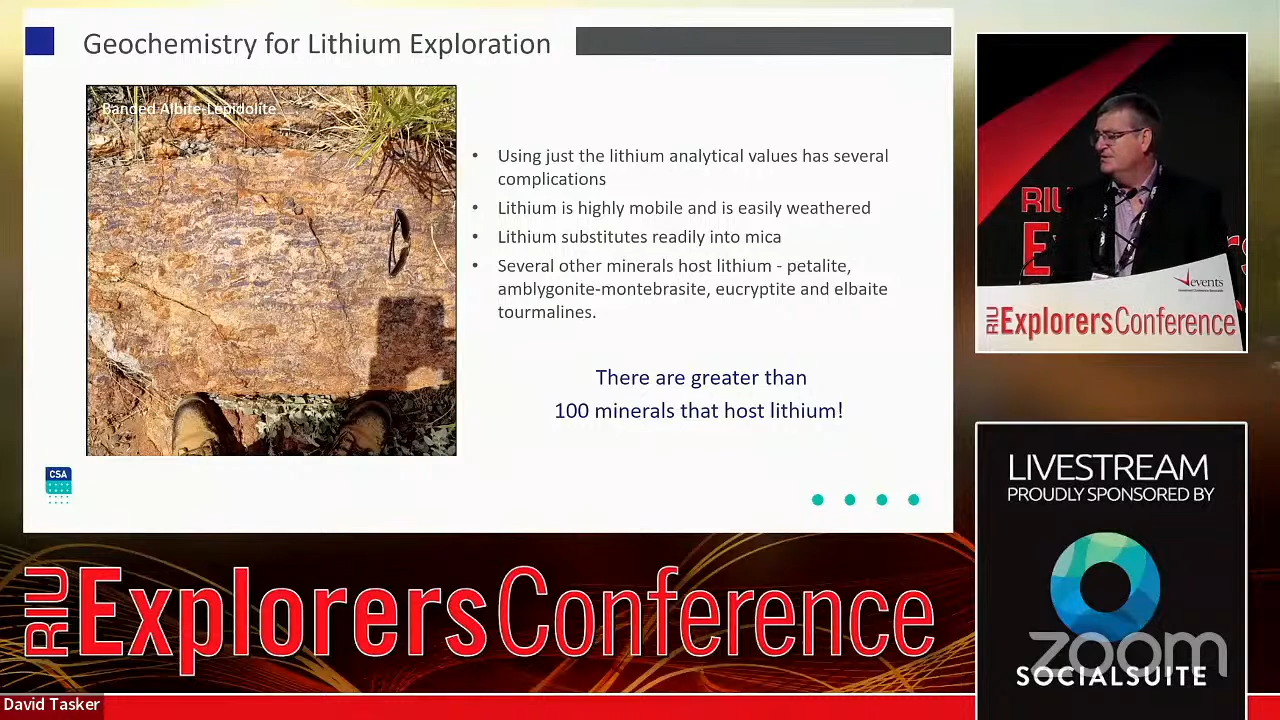 Geochemistry for Lithium Exploration
Banded Albite-Lepidolite
• Using just the lithium analytical values has several
complications
• Lithium is highly mobile and is easily weathered
• Lithium substitutes readily into mica
• Several other minerals host lithium - petalite,
amblygonite-montebrasite, eucryptite and elbaite
tourmalines.
There are greater than
100 minerals that host lithium!
CSA
RIU
E
events
RIU ExplorersConference
LIVESTREAM
PROUDLY SPONSORED BY
zoom
SOCIALSUITE
RIU ExplorersConference
David Tasker